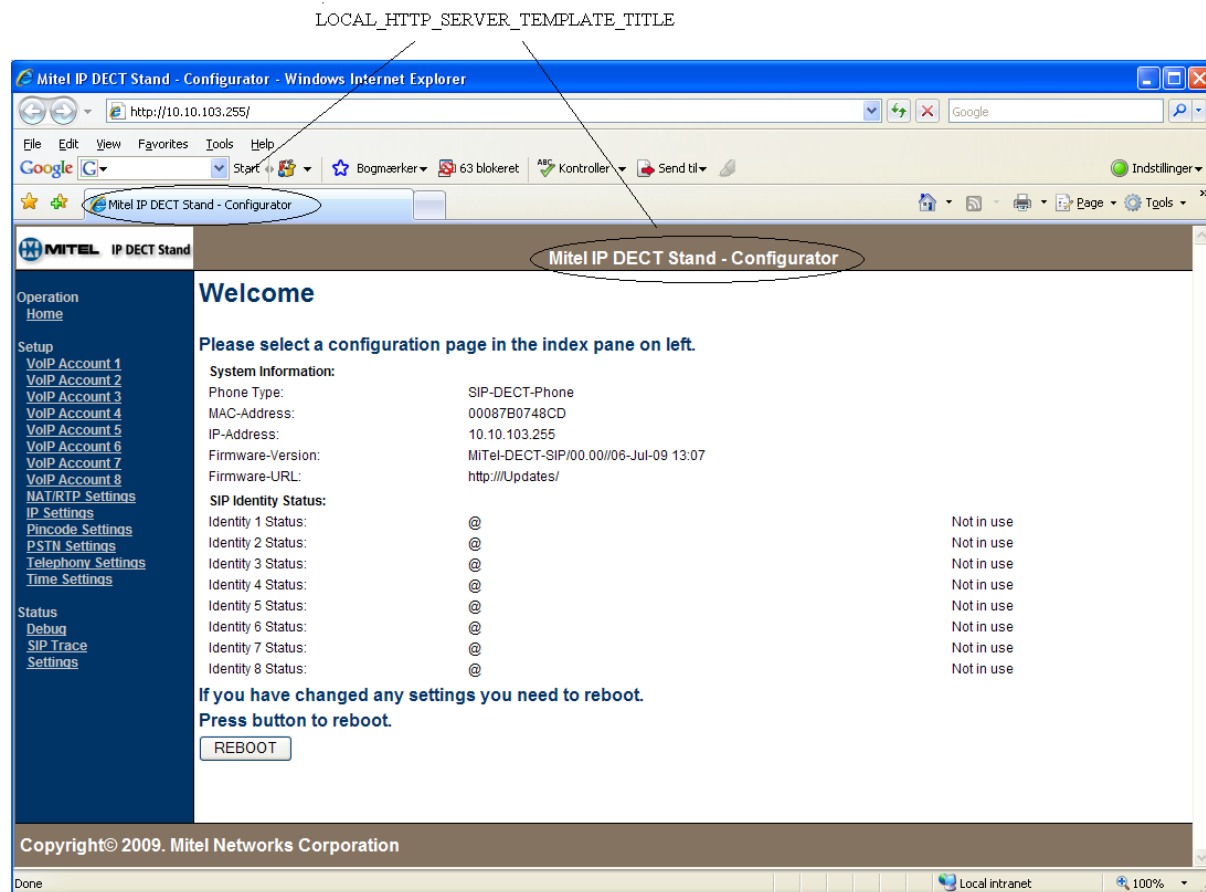 LOCAL_HTTP_SERVER_TEMPLATE_TITLE
Mitel IP DECT Stand - Configurator - Windows Internet Explorer
http://10.10.103.255/
Google
File Edit View Favorites Tools Help
Google G Start Bogmærker 63 blokeret ABC Kontroller Send til Indstillinger
Mitel IP DECT Stand - Configurator
Page Tools »
MITEL IP DECT Stand
Mitel IP DECT Stand - Configurator
Operation
Home
Setup
VoIP Account 1
VoIP Account 2
VoIP Account 3
VoIP Account 4
VoIP Account 5
VoIP Account 6
VoIP Account 7
VoIP Account 8
NAT/RTP Settings
IP Settings
Pincode Settings
PSTN Settings
Telephony Settings
Time Settings
Status
Debug
SIP Trace
Settings
Welcome
Please select a configuration page in the index pane on left.
System Information:
Phone Type: SIP-DECT-Phone
MAC-Address: 00087B0748CD
IP-Address: 10.10.103.255
Firmware-Version: MiTel-DECT-SIP/00.00//06-Jul-09 13:07
Firmware-URL: http:///Updates/
SIP Identity Status:
Identity 1 Status: @ Not in use
Identity 2 Status: @ Not in use
Identity 3 Status: @ Not in use
Identity 4 Status: @ Not in use
Identity 5 Status: @ Not in use
Identity 6 Status: @ Not in use
Identity 7 Status: @ Not in use
Identity 8 Status: @ Not in use
If you have changed any settings you need to reboot.
Press button to reboot.
REBOOT
Copyright© 2009. Mitel Networks Corporation
Done Local intranet 100%